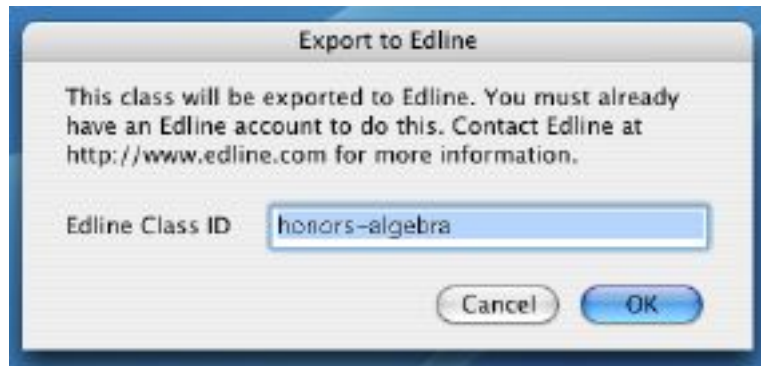 Export to Edline
This class will be exported to Edline. You must already
have an Edline account to do this. Contact Edline at
http://www.edline.com for more information.
Edline Class ID honors-algebra
Cancel OK